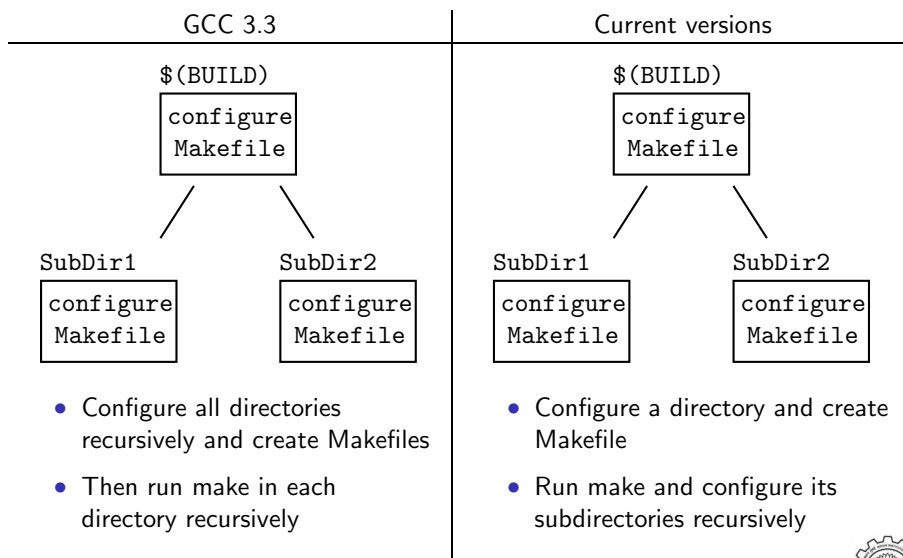 GCC 3.3
$(BUILD)
configure
Makefile
SubDir1
configure
Makefile
SubDir2
configure
Makefile
• Configure all directories
recursively and create Makefiles
• Then run make in each
directory recursively
Current versions
$(BUILD)
configure
Makefile
SubDir1
configure
Makefile
SubDir2
configure
Makefile
• Configure a directory and create
Makefile
• Run make and configure its
subdirectories recursively